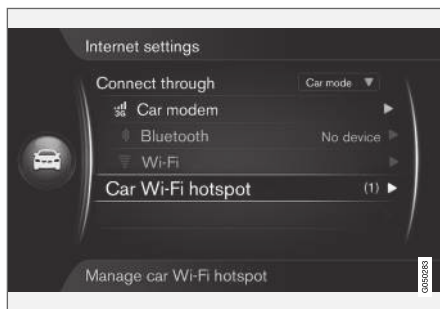 Internet settings
Connect through Car mode
3G Car modem
Bluetooth No device
Wi-Fi
Car Wi-Fi hotspot (1)
Manage car Wi-Fi hotspot
G050283